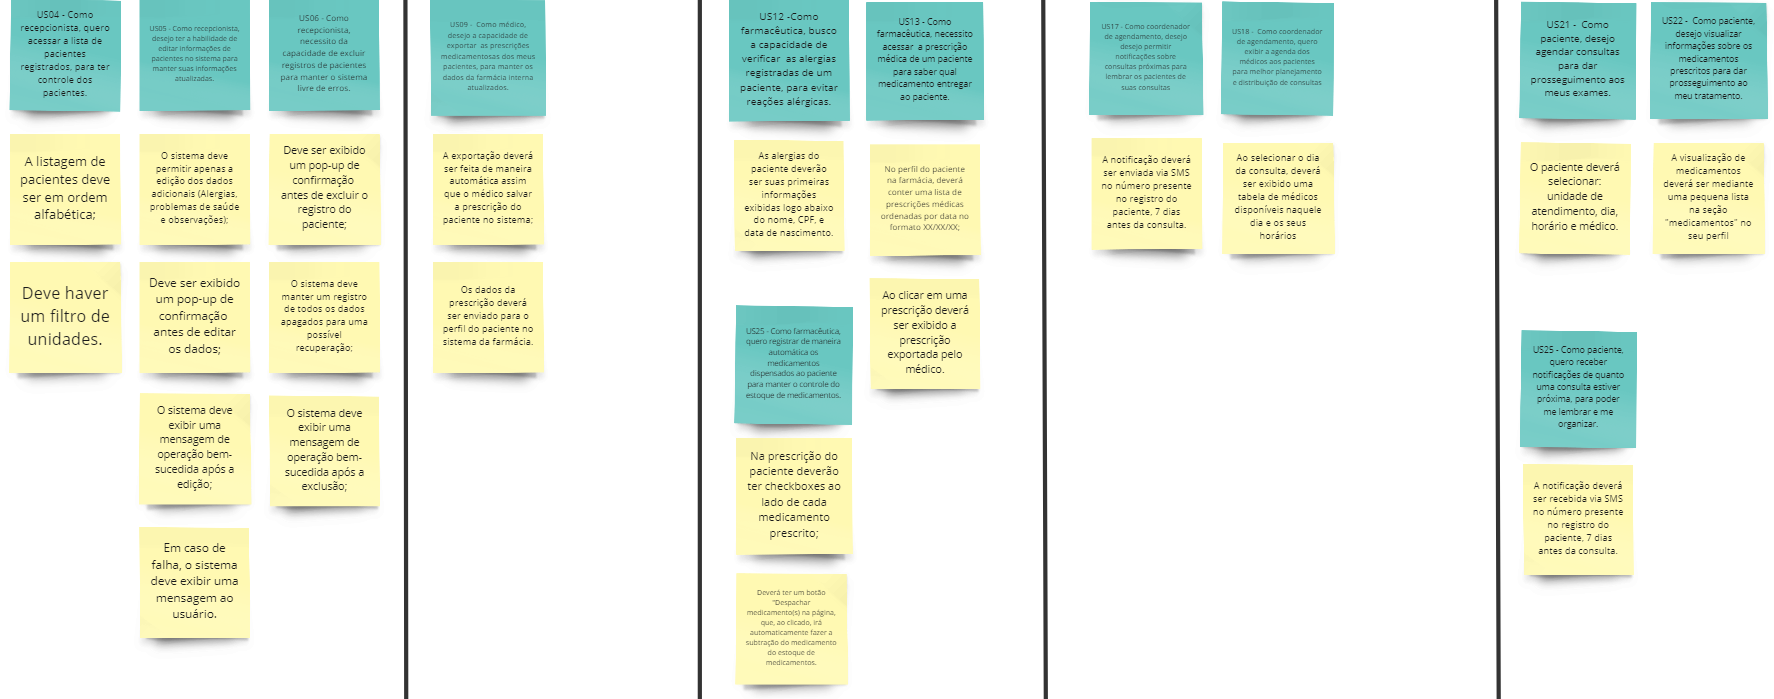 US04 - Como
recepcionista, quero
acessar a lista de
pacientes
registrados, para ter
controle dos
pacientes.
A listagem de
pacientes deve
ser em ordem
alfabética;
Deve haver
um filtro de
unidades.
US05 - Como recepcionista,
desejo ter a habilidade de
editar informações de
pacientes no sistema para
manter suas informações
atualizadas.
O sistema deve
permitir apenas a
edição dos dados
adicionais (Alergias,
problemas de saúde
e observações);
Deve ser exibido
um pop-up de
confirmação
antes de editar
os dados;
O sistema deve
exibir uma
mensagem de
operação bem-
sucedida após a
edição;
Em caso de
falha, o sistema
deve exibir uma
mensagem ao
usuário.
US06 - Como
recepcionista,
necessito da
capacidade de excluir
registros de pacientes
para manter o sistema
livre de erros.
Deve ser exibido
um pop-up de
confirmação
antes de excluir o
registro do
paciente;
O sistema deve
manter um registro
de todos os dados
apagados para uma
possível
recuperação;
O sistema deve
exibir uma
mensagem de
operação bem-
sucedida após a
exclusão;
US09 - Como médico,
desejo a capacidade de
exportar as prescrições
medicamentosas dos meus
pacientes, para manter os
dados da farmácia interna
atualizados.
A exportação deverá
ser feita de maneira
automática assim
que o médico salvar
a prescrição do
paciente no sistema;
Os dados da
prescrição deverá
ser enviado para o
perfil do paciente no
sistema da farmácia.
US12 -Como
farmacêutica, busco
a capacidade de
verificar as alergias
registradas de um
paciente, para evitar
reações alérgicas.
As alergias do
paciente deverão
ser suas primeiras
informações
exibidas logo abaixo
do nome, CPF, e
data de nascimento.
US25 - Como farmacêutica,
quero registrar de maneira
automática os
medicamentos
dispensados ao paciente
para manter o controle do
estoque de medicamentos.
Na prescrição do
paciente deverão
ter checkboxes ao
lado de cada
medicamento
prescrito;
Deverá ter um botão
"Despachar
medicamento(s) na página,
que, ao clicado, irá
automaticamente fazer a
subtração do medicamento
do estoque de
medicamentos.
US13 - Como
farmacêutica, necessito
acessar a prescrição
médica de um paciente
para saber qual
medicamento entregar
ao paciente.
No perfil do paciente
na farmácia, deverá
conter uma lista de
prescrições médicas
ordenadas por data no
formato XX/XX/XX;
Ao clicar em uma
prescrição deverá
ser exibido a
prescrição
exportada pelo
médico.
US17 - Como coordenador
de agendamento, desejo
desejo permitir
notificações sobre
consultas próximas para
lembrar os pacientes de
suas consultas
A notificação deverá
ser enviada via SMS
no número presente
no registro do
paciente, 7 dias
antes da consulta.
US18 - Como coordenador
de agendamento, quero
exibir a agenda dos
médicos aos pacientes
para melhor planejamento
e distribuição de consultas
Ao selecionar o dia
da consulta, deverá
ser exibido uma
tabela de médicos
disponíveis naquele
dia e os seus
horários
US21 - Como
paciente, desejo
agendar consultas
para dar
prosseguimento aos
meus exames.
O paciente deverá
selecionar:
unidade de
atendimento, dia,
horário e médico.
US25 - Como paciente,
quero receber
notificações de quanto
uma consulta estiver
próxima, para poder
me lembrar e me
organizar.
A notificação deverá
ser recebida via SMS
no número presente
no registro do
paciente, 7 dias
antes da consulta.
US22 - Como paciente,
desejo visualizar
informações sobre os
medicamentos
prescritos para dar
prosseguimento ao
meu tratamento.
A visualização de
medicamentos
deverá ser mediante
uma pequena lista
na seção
"medicamentos" no
seu perfil